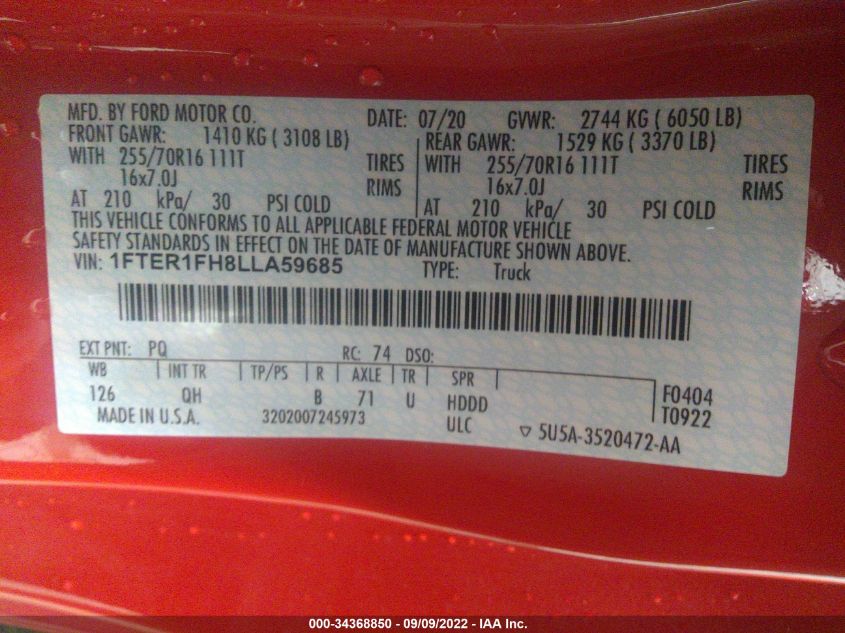 MFD. BY FORD MOTOR CO. DATE: 07/20 GVWR: 2744 KG ( 6050 LB)
FRONT GAWR: 1410 KG ( 3108 LB) REAR GAWR: 1529 KG ( 3370 LB)
WITH 255/70R16 111T TIRES WITH 255/70R16 111T TIRES
16x7.0J RIMS 16x7.0J RIMS
AT 210 kPa/ 30 PSI COLD AT 210 kPa/ 30 PSI COLD
THIS VEHICLE CONFORMS TO ALL APPLICABLE FEDERAL MOTOR VEHICLE
SAFETY STANDARDS IN EFFECT ON THE DATE OF MANUFACTURE SHOWN ABOVE.
VIN: 1FTER1FH8LLA59685 TYPE: Truck
EXT PNT: PQ RC: 74 DSO:
WB INT TR TP/PS R AXLE TR SPR
126 QH B 71 U HDDD F0404
MADE IN U.S.A. 3202007245973 ULC T0922
5U5A-3520472-AA
000-34368850 - 09/09/2022 - IAA Inc.